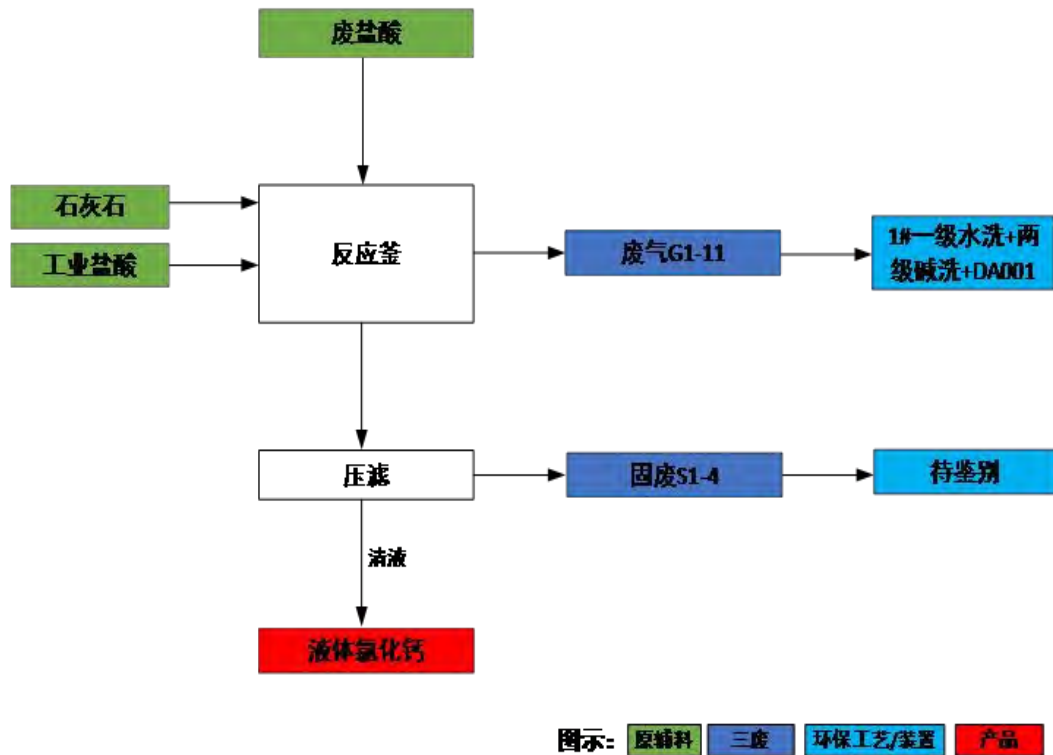 废盐酸
石灰石
工业盐酸
反应釜
废气G1-11
1#一级水洗+两
级碱洗+DA001
压滤
固废S1-4
待鉴别
清液
液体氯化钙
图示：
原辅料
三废
环保工艺/装置
产品